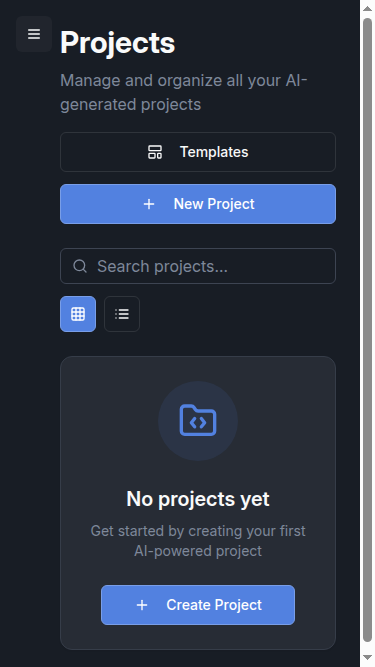 Projects
Manage and organize all your AI-
generated projects
Templates
New Project
Search projects...
No projects yet
Get started by creating your first
AI-powered project
Create Project